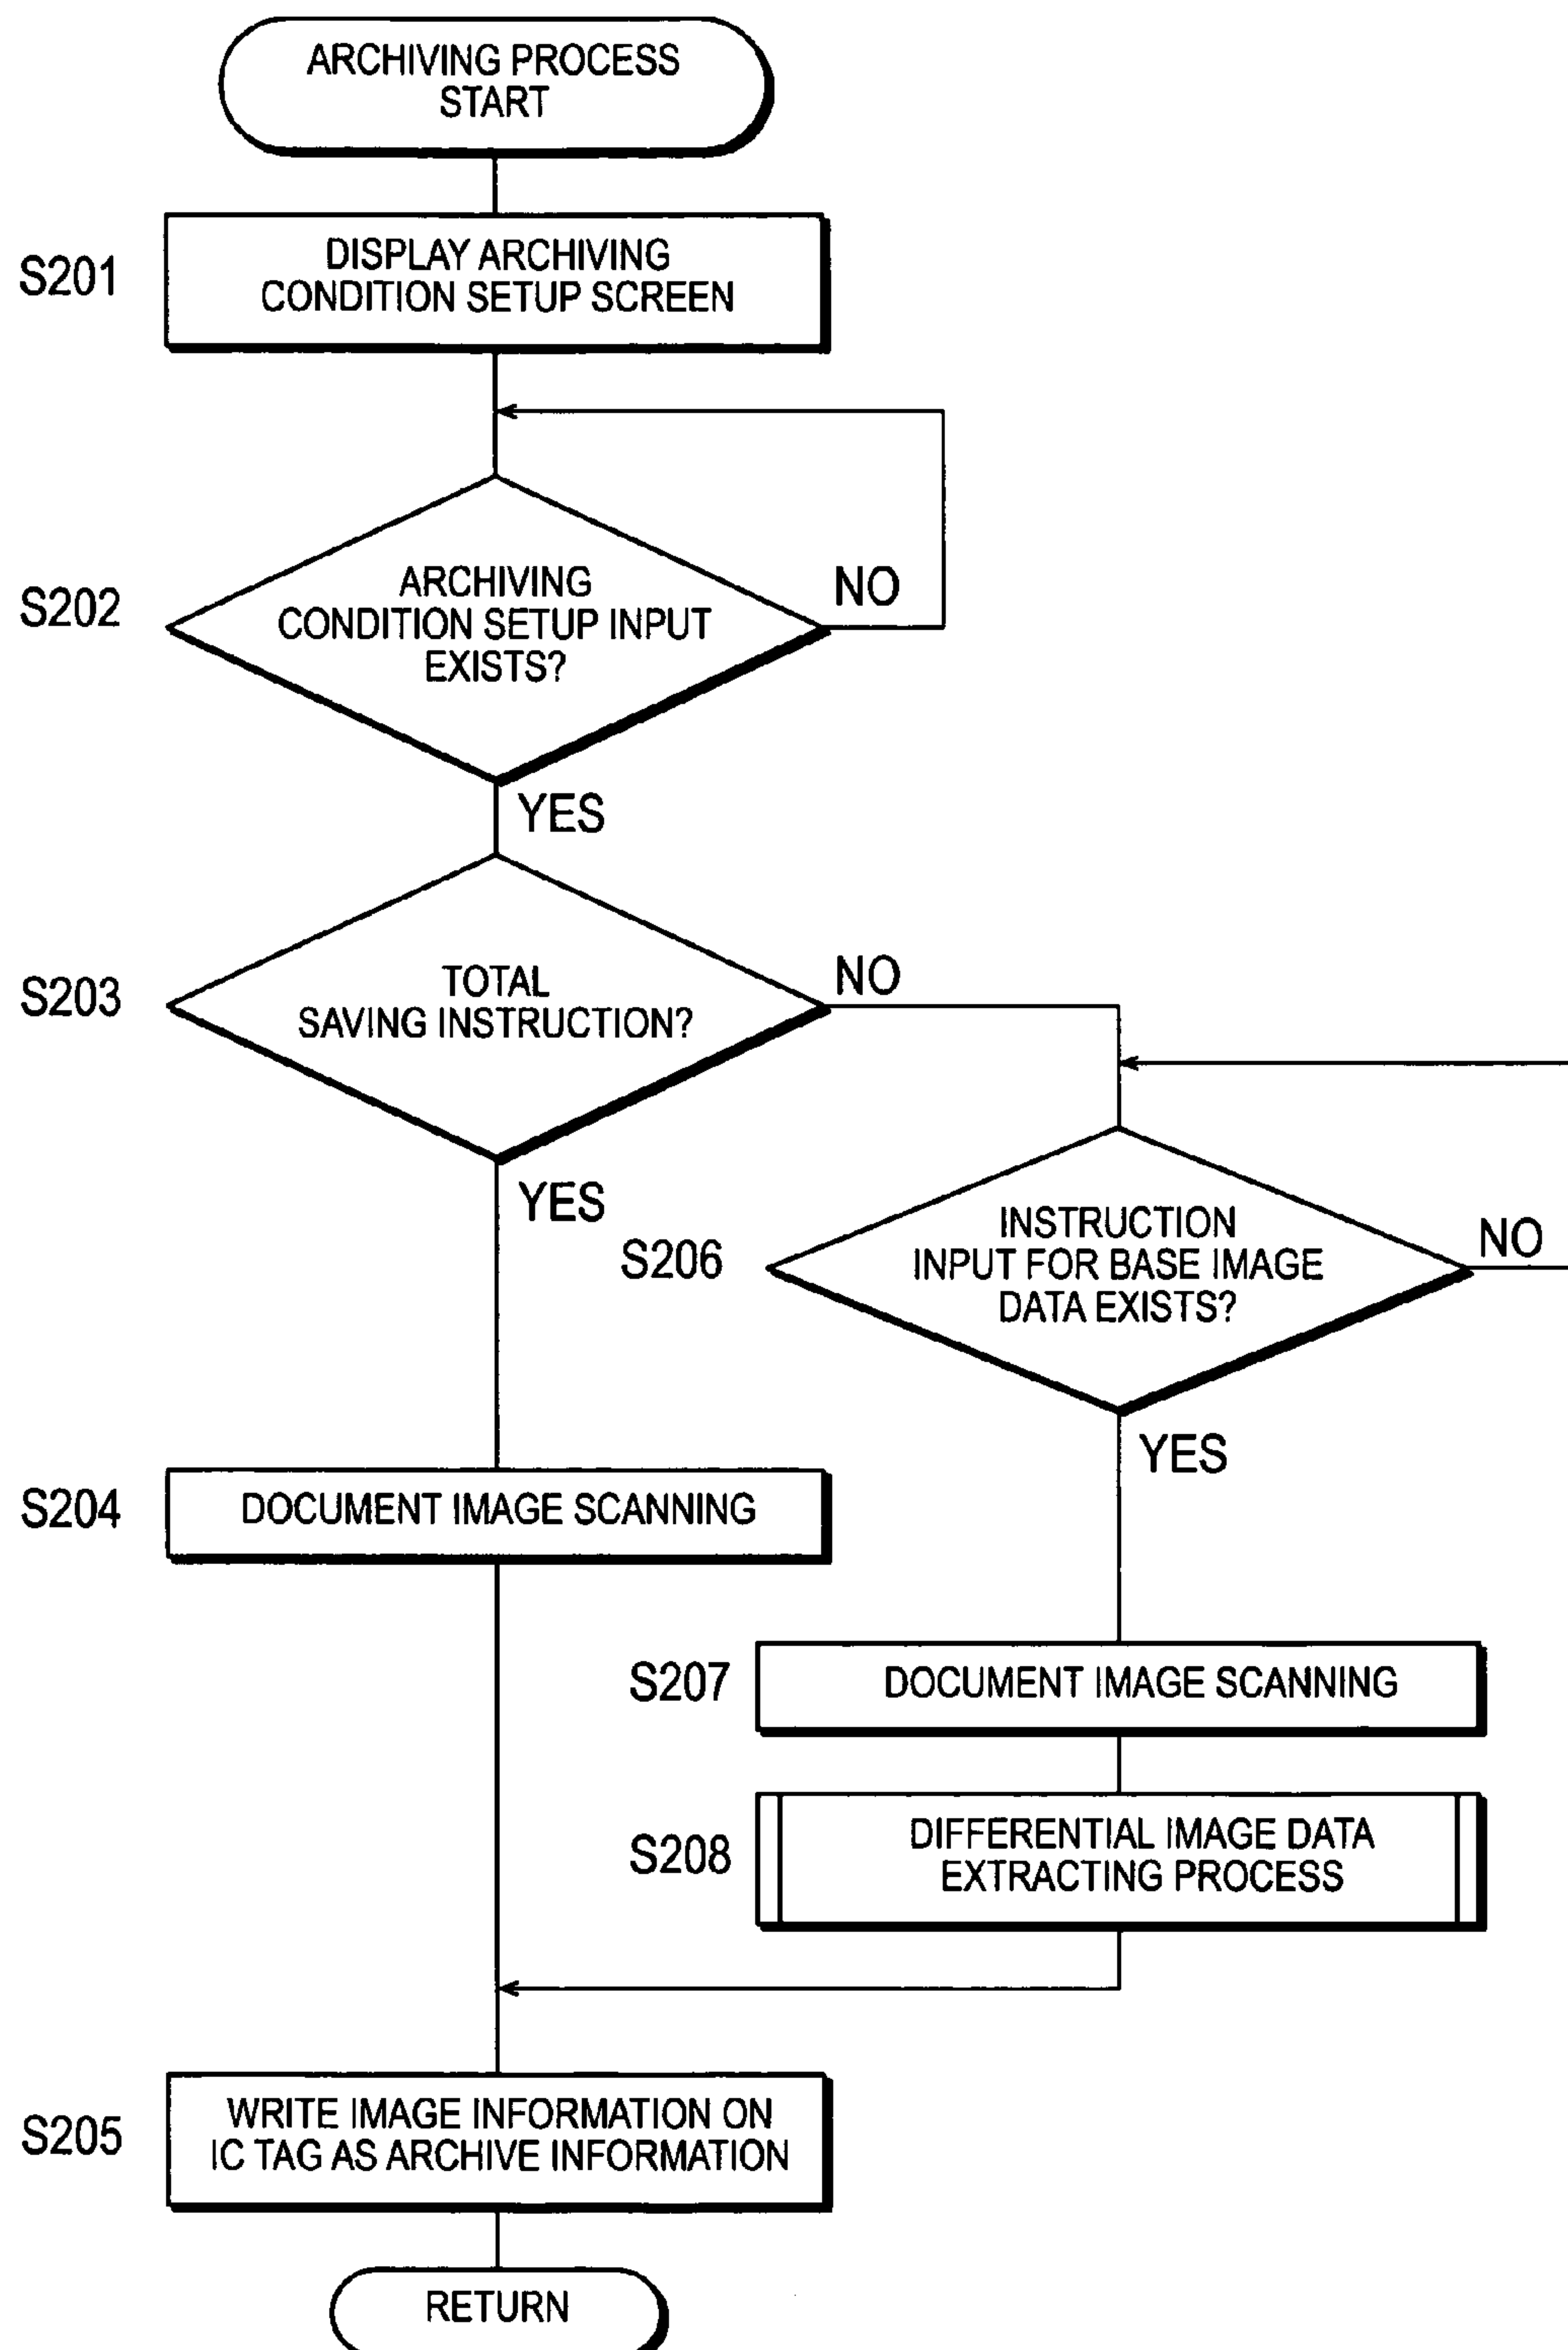 ARCHIVING PROCESS
START
S201
DISPLAY ARCHIVING
CONDITION SETUP SCREEN
S202
ARCHIVING
CONDITION SETUP INPUT
EXISTS?
NO
YES
S203
TOTAL
SAVING INSTRUCTION?
NO
YES
S206
INSTRUCTION
INPUT FOR BASE IMAGE
DATA EXISTS?
NO
YES
S204
DOCUMENT IMAGE SCANNING
S207
DOCUMENT IMAGE SCANNING
S208
DIFFERENTIAL IMAGE DATA
EXTRACTING PROCESS
S205
WRITE IMAGE INFORMATION ON
IC TAG AS ARCHIVE INFORMATION
RETURN